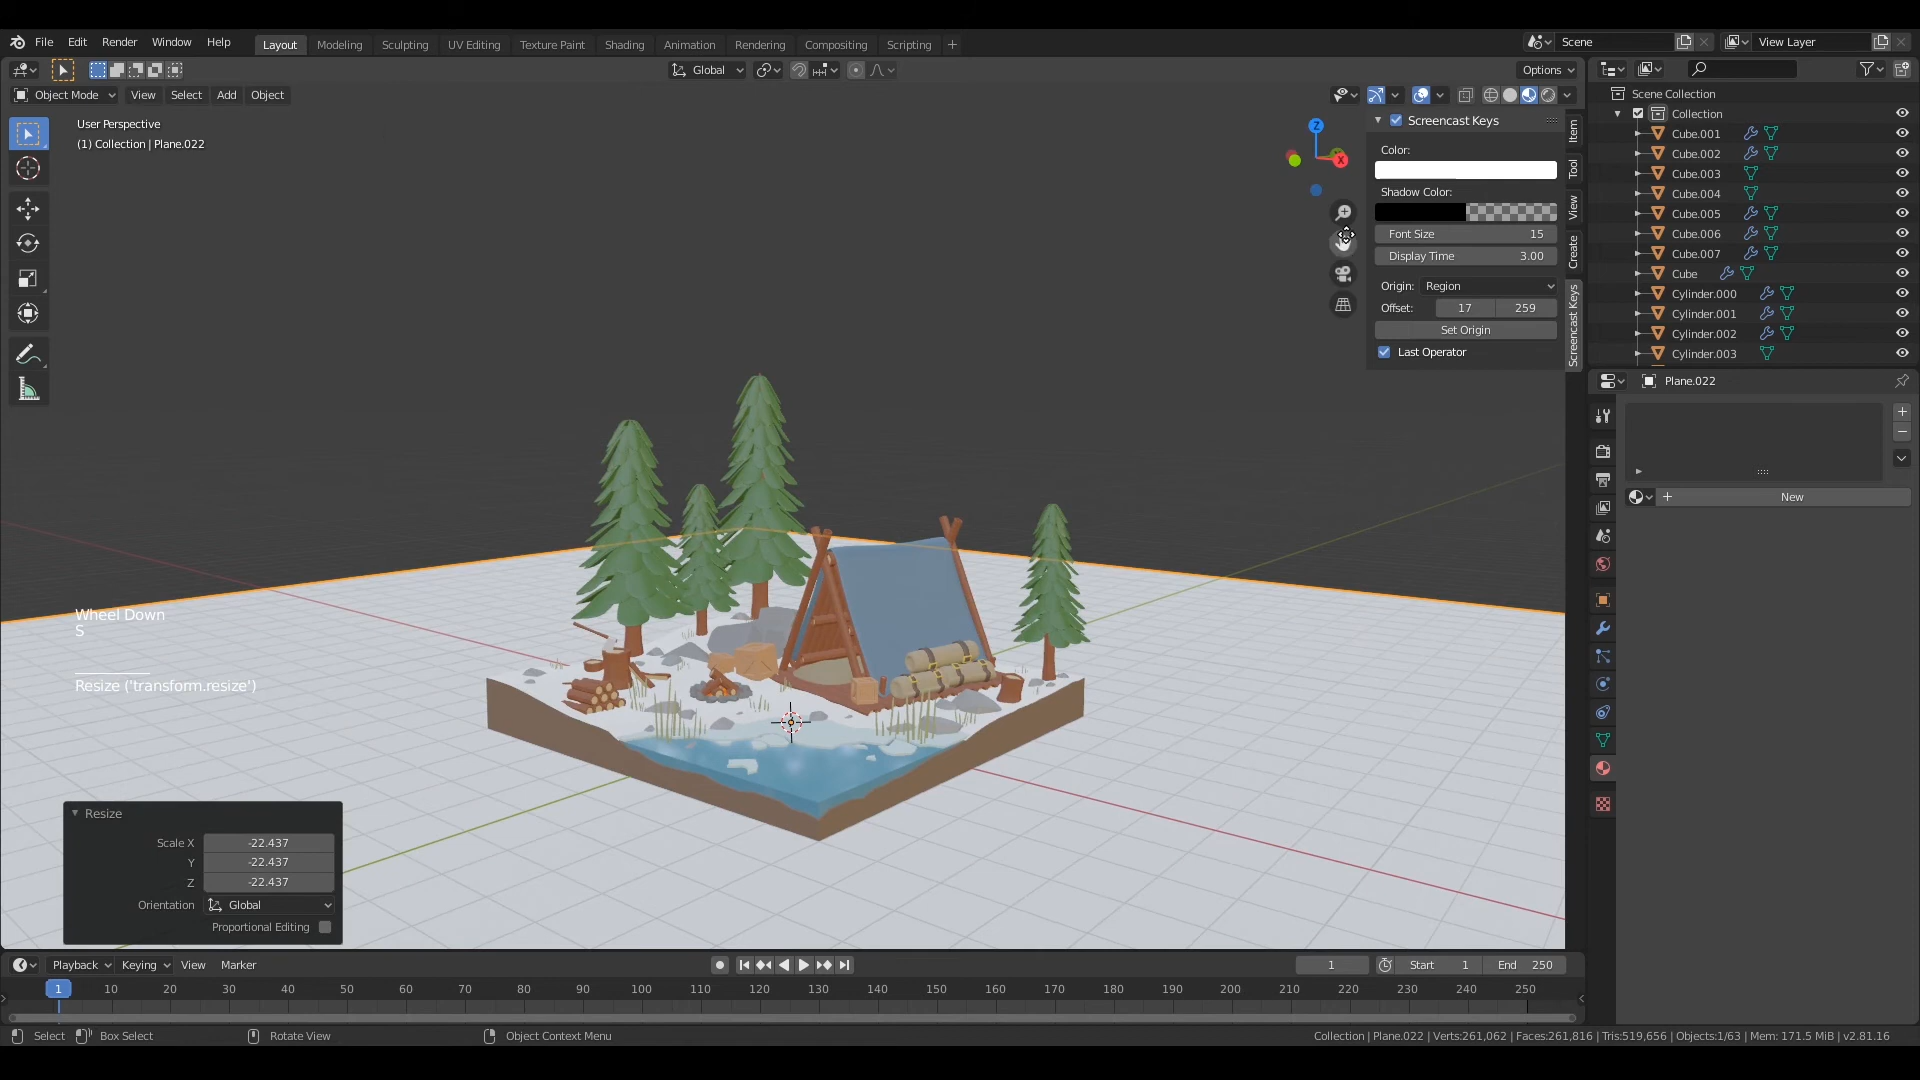 File Edit Render Window Help Layout Modeling Sculpting UV Editing Texture Paint Shading Animation Rendering Compositing Scripting + Scene View Layer
Global Options
Object Mode View Select Add Object
User Perspective
(1) Collection | Plane.022
Z
X
Screencast Keys
Color:
Shadow Color:
Font Size 15
Display Time 3.00
Origin: Region
Offset: 17 259
Set Origin
Last Operator
Item
Tool
View
Create
Screencast Keys
Scene Collection
Collection
Cube.001
Cube.002
Cube.003
Cube.004
Cube.005
Cube.006
Cube.007
Cube
Cylinder.000
Cylinder.001
Cylinder.002
Cylinder.003
Plane.022
New
Wheel Down
S
Resize ('transform.resize')
Resize
Scale X -22.437
Y -22.437
Z -22.437
Orientation Global
Proportional Editing
Playback Keying View Marker 1 Start 1 End 250
1 10 20 30 40 50 60 70 80 90 100 110 120 130 140 150 160 170 180 190 200 210 220 230 240 250
Select Box Select Rotate View Object Context Menu Collection | Plane.022 | Verts:261,062 | Faces:261,816 | Tris:519,656 | Objects:1/63 | Mem: 171.5 MiB | v2.81.16